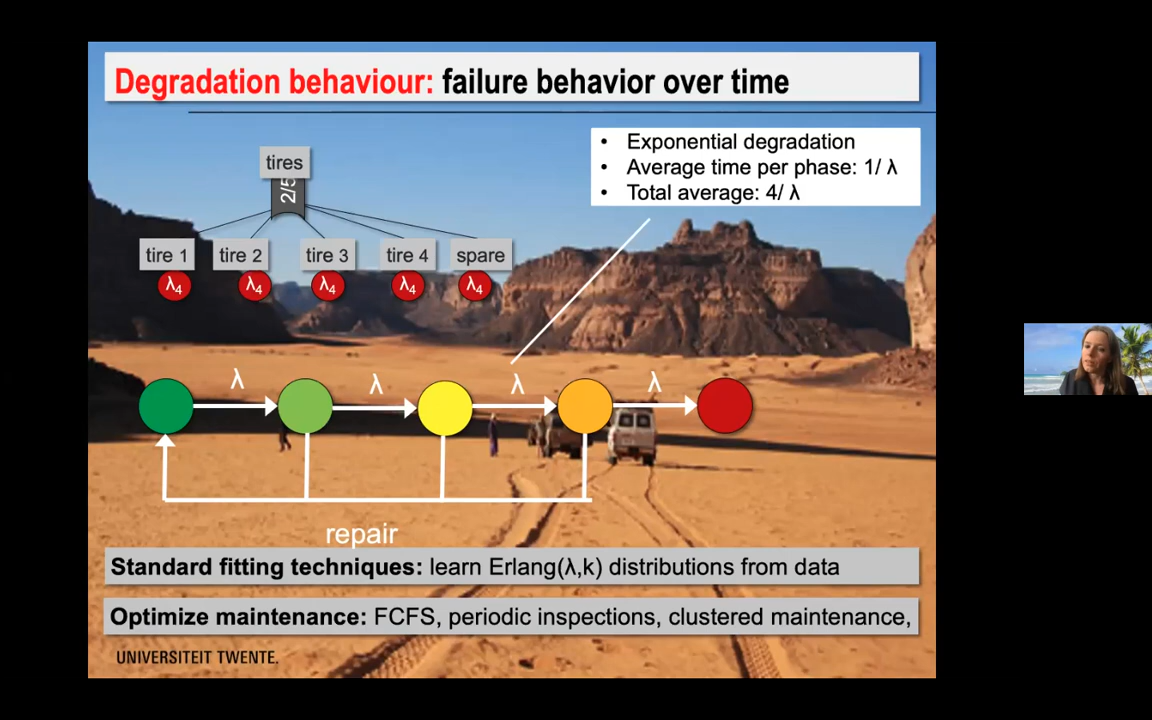 Degradation behaviour: failure behavior over time
• Exponential degradation
• Average time per phase: 1/ λ
• Total average: 4/ λ
tires
2/5
tire 1 tire 2 tire 3 tire 4 spare
λ4 λ4 λ4 λ4 λ4
λ λ λ λ
repair
Standard fitting techniques: learn Erlang(λ,k) distributions from data
Optimize maintenance: FCFS, periodic inspections, clustered maintenance,
UNIVERSITEIT TWENTE.